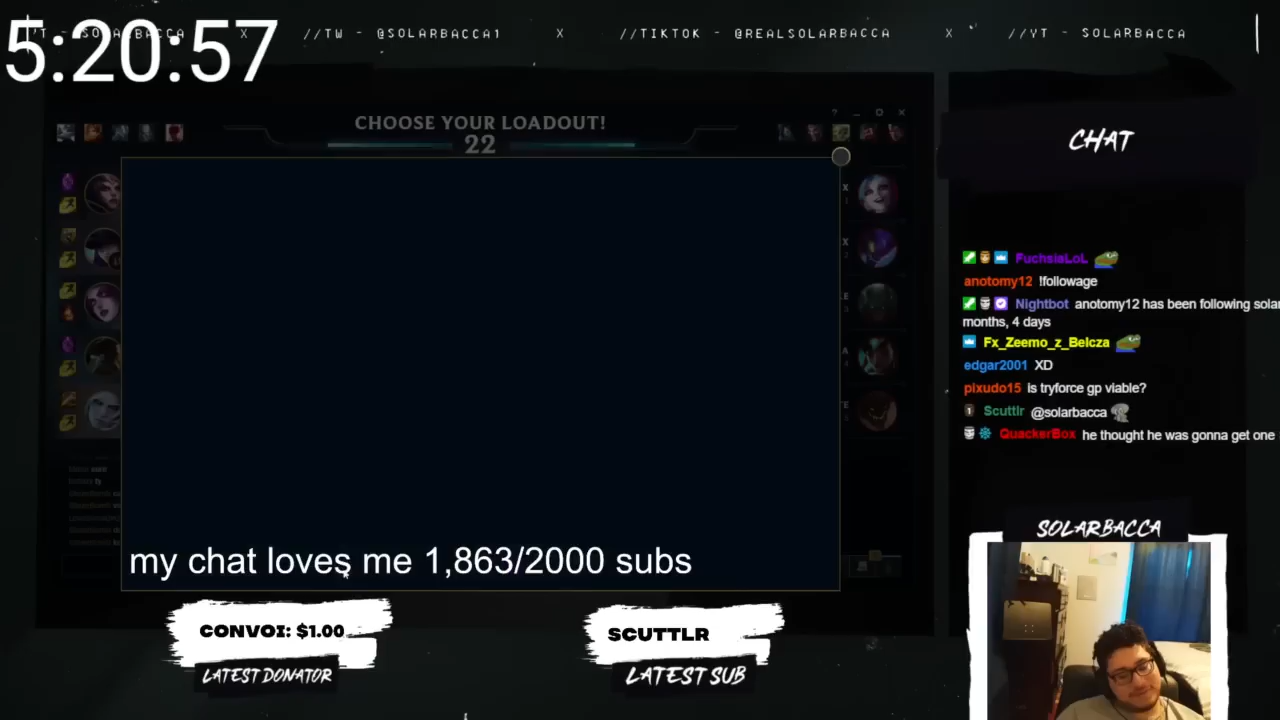 5:20:57
X
//TW - @SOLARBACCA1
X
//TIKTOK - @REALSOLARBACCA
X
//YT - SOLARBACCA
CHOOSE YOUR LOADOUT!
22
CHAT
FuchsiaLoL
anotomy12 !followage
Nightbot anotomy12 has been following solar
months, 4 days
Fx_Zeemo_z_Belcza
edgar2001 XD
pixudo15 is tryforce gp viable?
1 Scuttlr @solarbacca
QuackerBox he thought he was gonna get one
my chat loves me 1,863/2000 subs
CONVOI: $1.00
LATEST DONATOR
SCUTTLR
LATEST SUB
SOLARBACCA